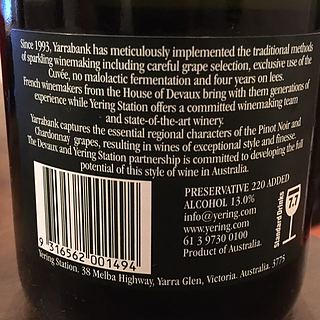 Since 1993, Yarrabank has meticulously implemented the traditional methods
of sparkling winemaking including careful grape selection, exclusive use of the
Cuvée, no malolactic fermentation and four years on lees.
French winemakers from the House of Devaux bring with them generations of
experience while Yering Station offers a committed winemaking team
and state-of-the-art winery.
Yarrabank captures the essential regional characters of the Pinot Noir and
Chardonnay grapes, resulting in wines of exceptional style and finesse.
The Devaux and Yering Station partnership is committed to developing the full
potential of this style of wine in Australia.
PRESERVATIVE 220 ADDED
ALCOHOL 13.0%
info@yering.com
www.yering.com
61 3 9730 0100
Product of Australia.
7.7
Standard Drinks
9 316562 001494
Yering Station, 38 Melba Highway, Yarra Glen, Victoria. Australia. 3775